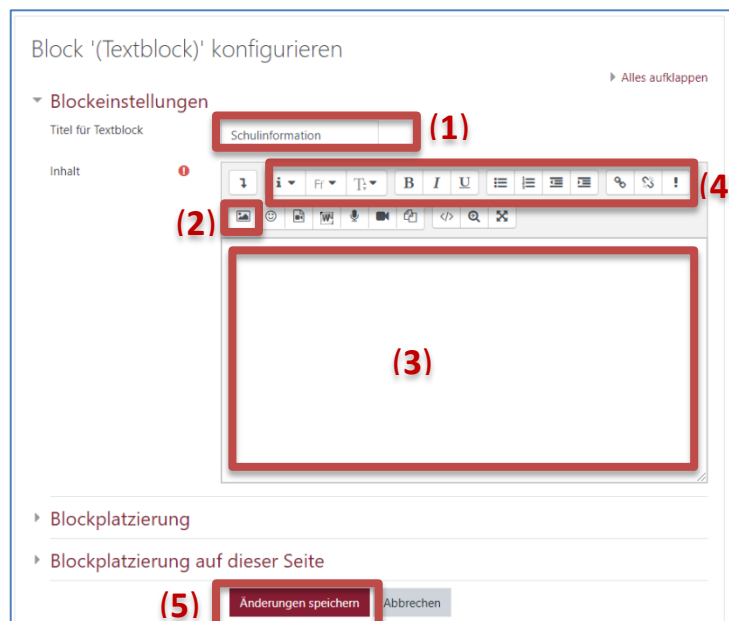 Block '(Textblock)' konfigurieren
Alles aufklappen
Blockeinstellungen
Titel für Textblock
Schulinformation
(1)
Inhalt
i Ff T: B I U
(4
(2)
W
(3)
Blockplatzierung
Blockplatzierung auf dieser Seite
(5)
Änderungen speichern
Abbrechen